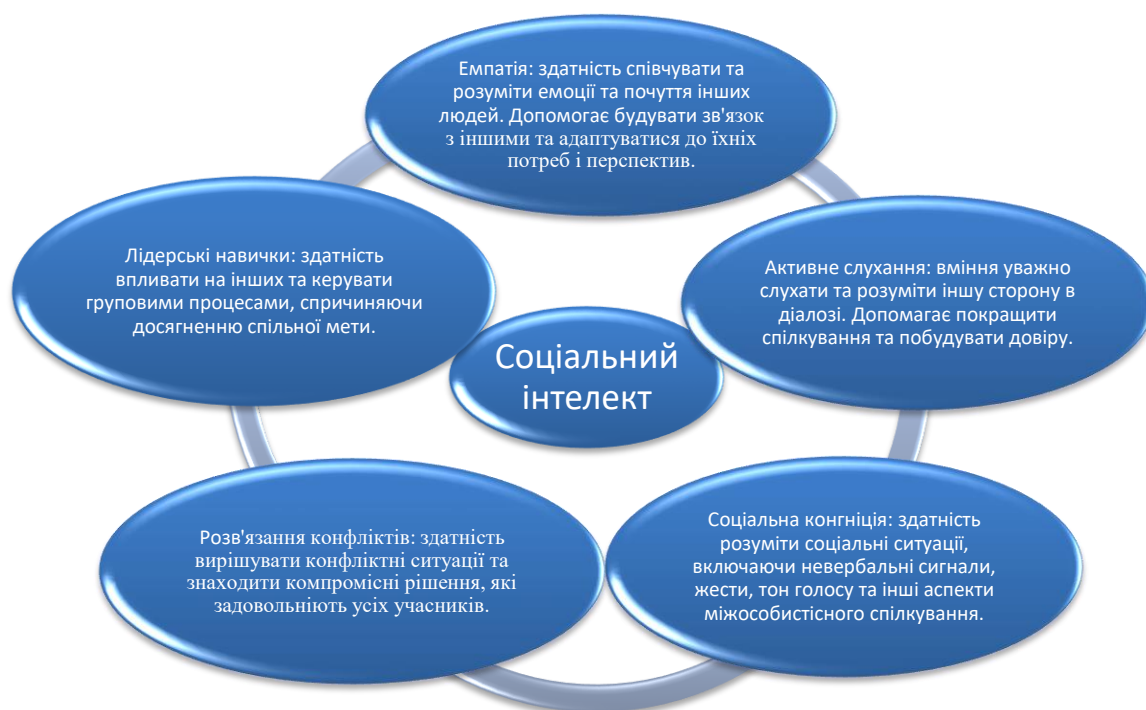 Емпатія: здатність співчувати та
розуміти емоції та почуття інших
людей. Допомогає будувати зв'язок
з іншими та адаптуватися до їхніх
потреб і перспектив.
Активне слухання: вміння уважно
слухати та розуміти іншу сторону в
діалозі. Допомагає покращити
спілкування та побудувати довіру.
Соціальна конгніція: здатність
розуміти соціальні ситуації,
включаючи невербальні сигнали,
жести, тон голосу та інші аспекти
міжособистісного спілкування.
Розв'язання конфліктів: здатність
вирішувати конфліктні ситуації та
знаходити компромісні рішення, які
задовольніють усіх учасників.
Лідерські навички: здатність
впливати на інших та керувати
груповими процесами, спричиняючи
досягненню спільної мети.
Соціальний
інтелект